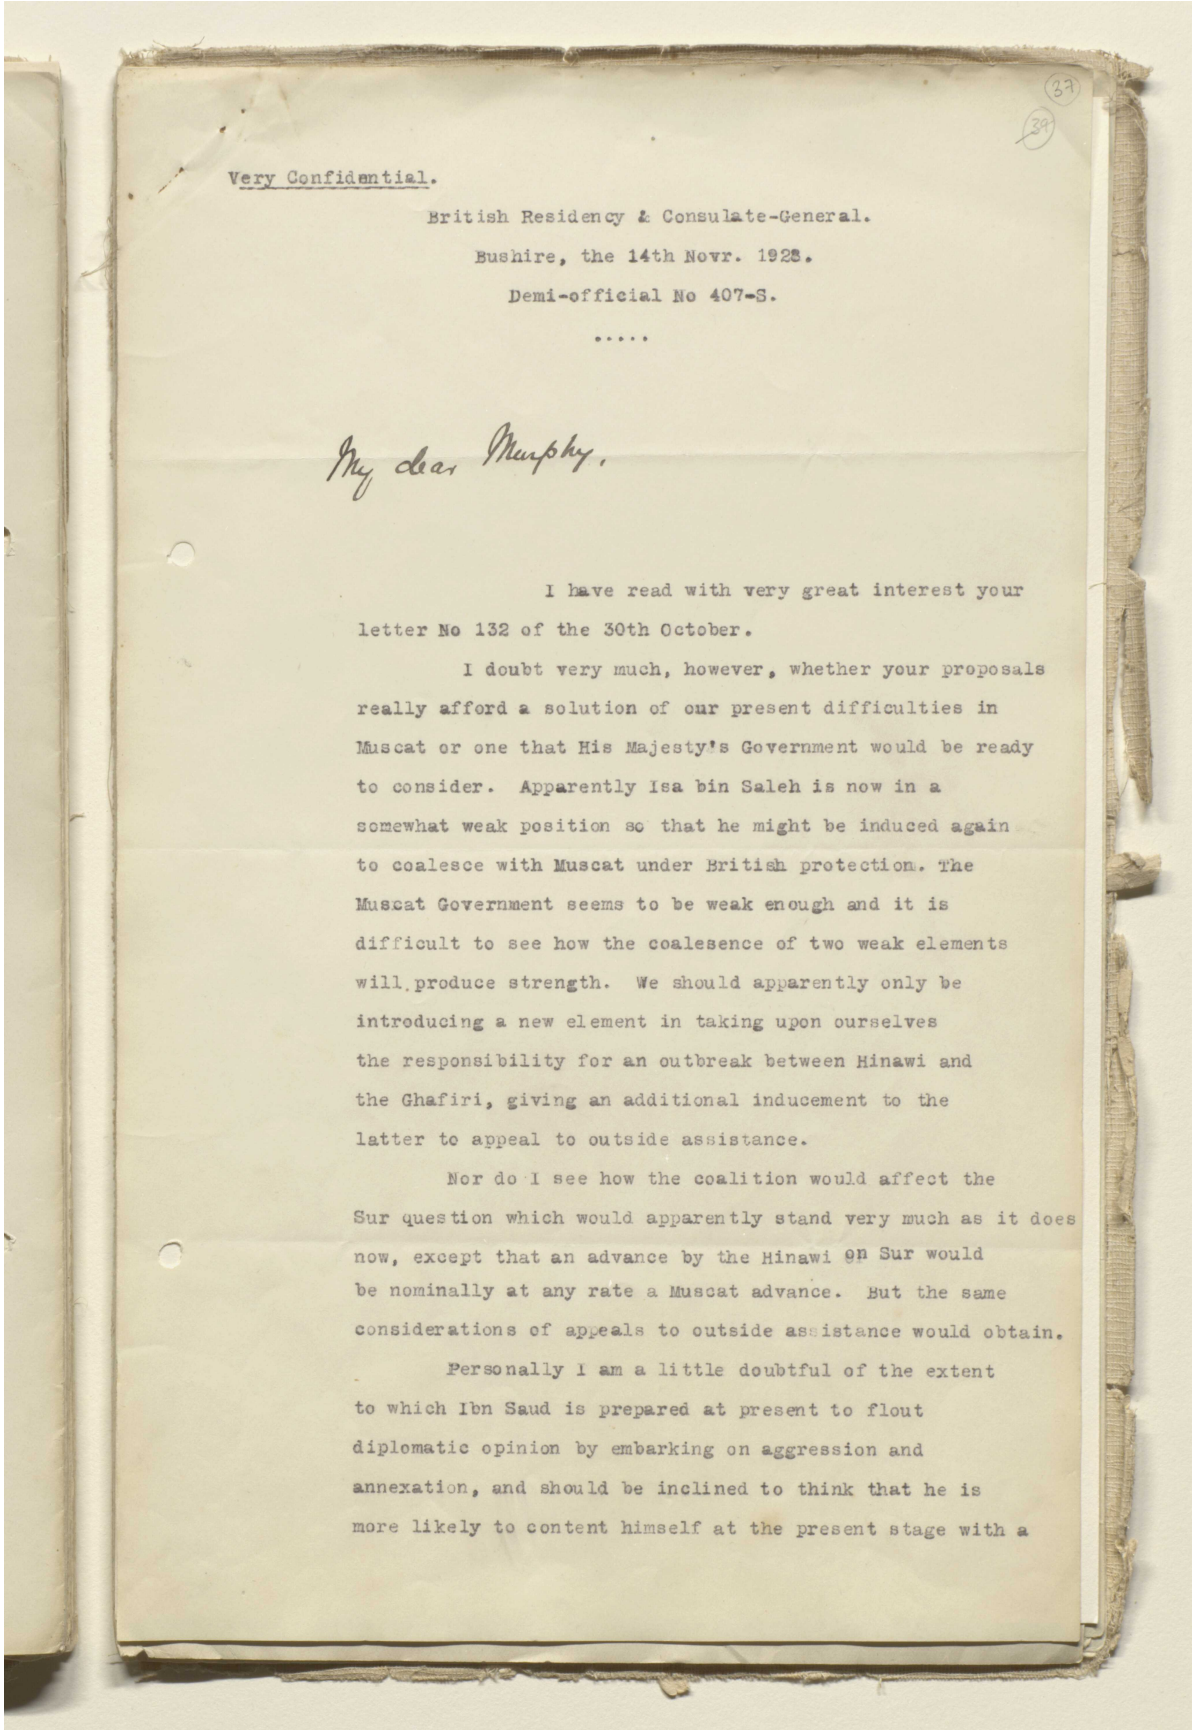 37
39
Very Confidential.
British Residency & Consulate-General.
Bushire, the 14th Novr. 1928.
Demi-official No 407-S.
.....
My dear Murphy,
I have read with very great interest your
letter No 132 of the 30th October.
I doubt very much, however, whether your proposals
really afford a solution of our present difficulties in
Muscat or one that His Majesty's Government would be ready
to consider. Apparently Isa bin Saleh is now in a
somewhat weak position so that he might be induced again
to coalesce with Muscat under British protection. The
Muscat Government seems to be weak enough and it is
difficult to see how the coalesence of two weak elements
will produce strength. We should apparently only be
introducing a new element in taking upon ourselves
the responsibility for an outbreak between Hinawi and
the Ghafiri, giving an additional inducement to the
latter to appeal to outside assistance.
Nor do I see how the coalition would affect the
Sur question which would apparently stand very much as it does
now, except that an advance by the Hinawi on Sur would
be nominally at any rate a Muscat advance. But the same
considerations of appeals to outside assistance would obtain.
Personally I am a little doubtful of the extent
to which Ibn Saud is prepared at present to flout
diplomatic opinion by embarking on aggression and
annexation, and should be inclined to think that he is
more likely to content himself at the present stage with a